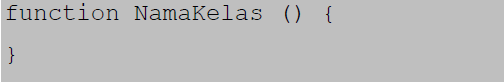 function NamaKelas () {
}